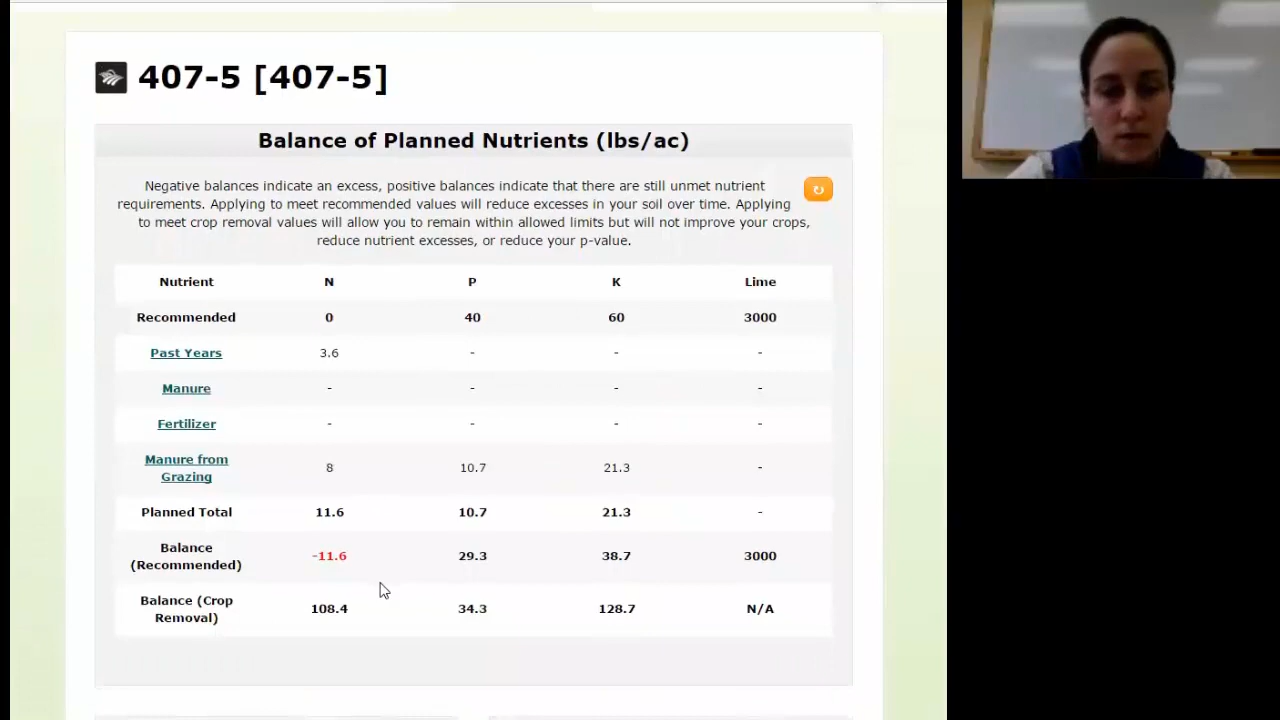 407-5 [407-5]
Balance of Planned Nutrients (lbs/ac)
Negative balances indicate an excess, positive balances indicate that there are still unmet nutrient
requirements. Applying to meet recommended values will reduce excesses in your soil over time. Applying
to meet crop removal values will allow you to remain within allowed limits but will not improve your crops,
reduce nutrient excesses, or reduce your p-value.
Nutrient N P K Lime
Recommended 0 40 60 3000
Past Years 3.6 - - -
Manure - - - -
Fertilizer - - - -
Manure from
Grazing 8 10.7 21.3 -
Planned Total 11.6 10.7 21.3 -
Balance
(Recommended) -11.6 29.3 38.7 3000
Balance (Crop
Removal) 108.4 34.3 128.7 N/A